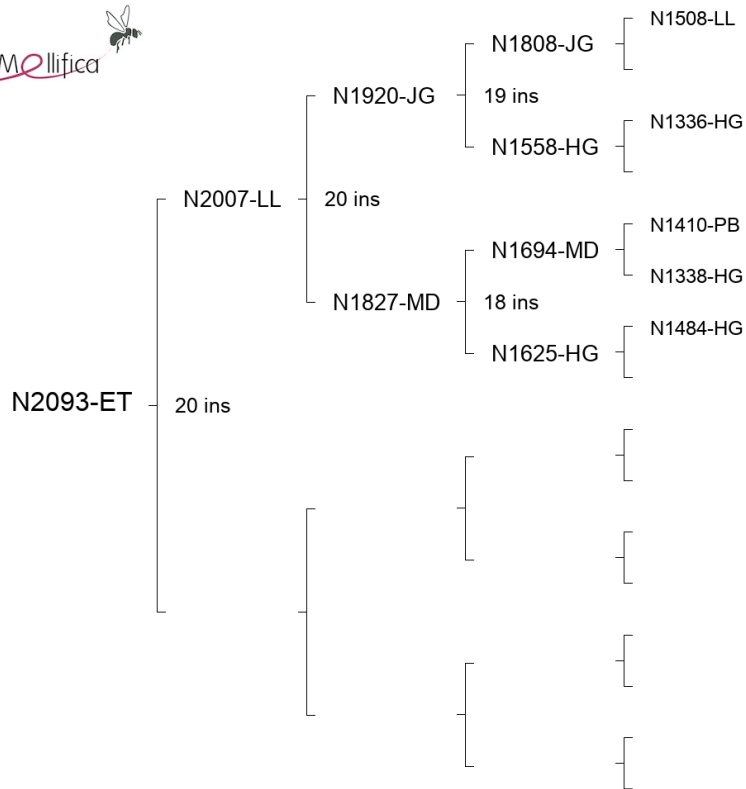 N1508-LL
Mellifica
N1808-JG
N1920-JG
19 ins
N1336-HG
N1558-HG
N2007-LL
20 ins
N1410-PB
N1694-MD
N1338-HG
N1827-MD
18 ins
N1484-HG
N1625-HG
N2093-ET
20 ins